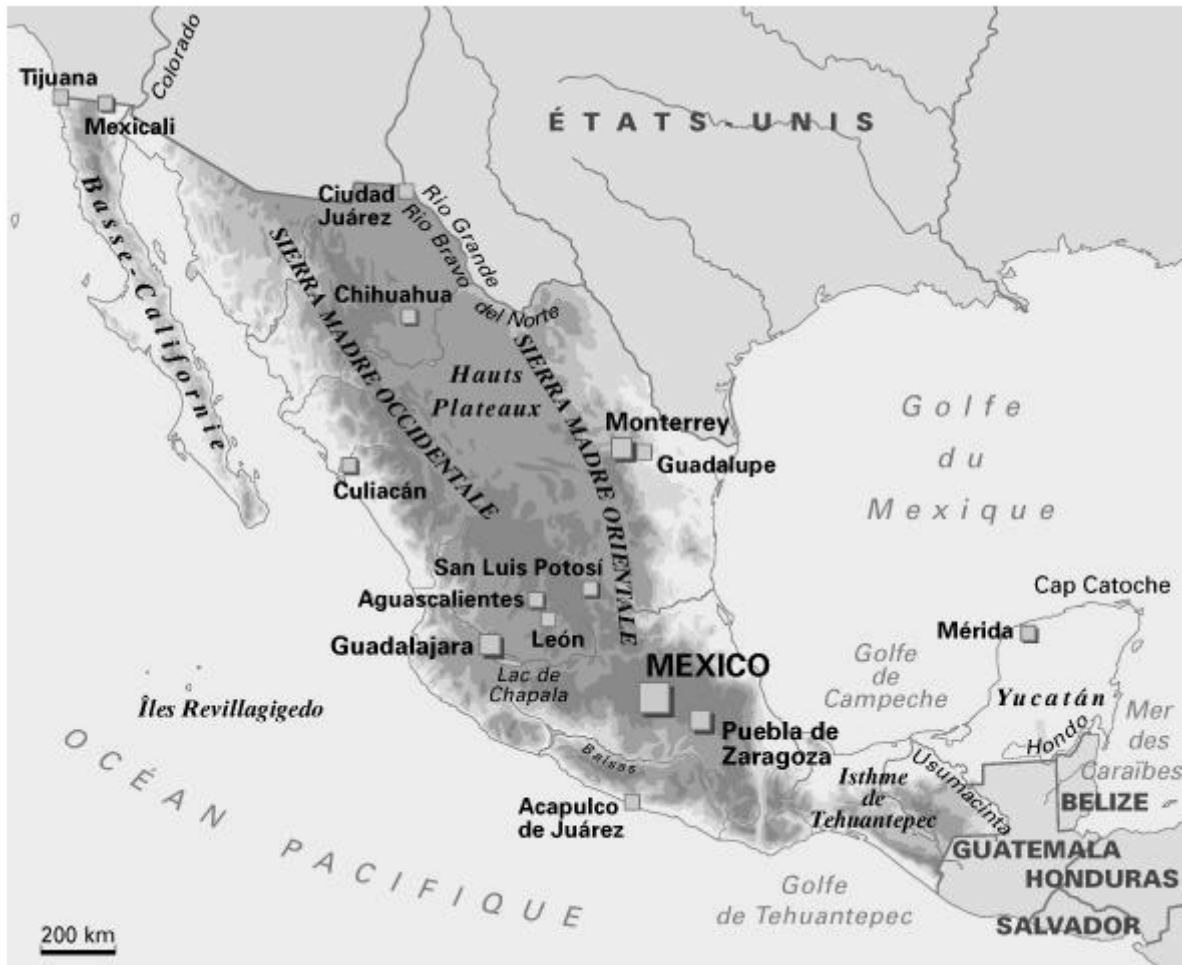 Colorado
Tijuana
Mexicali
ÉTATS-UNIS
Basse-Californie
Ciudad
Juárez
Rio Grande
Rio Bravo
del Norte
SIERRA MADRE OCCIDENTALE
Chihuahua
SIERRA MADRE ORIENTALE
Hauts
Plateaux
Golfe
du
Mexique
Monterrey
Guadalupe
Culiacán
San Luis Potosí
Aguascalientes
León
Guadalajara
Lac de
Chapala
MEXICO
Puebla de
Zaragoza
Cap Catoche
Mérida
Golfe
de
Campeche
Yucatán
Mer
des
Caraïbes
Hondo
Îles Revillagigedo
OCÉAN PACIFIQUE
Balsas
Acapulco
de Juárez
Isthme
de
Tehuantepec
Usumacinta
BELIZE
GUATEMALA
HONDURAS
SALVADOR
Golfe
de Tehuantepec
200 km